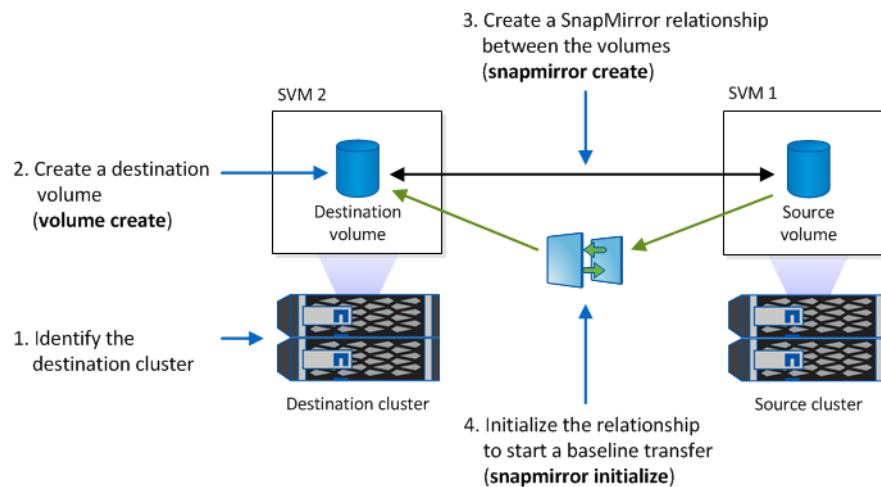 3. Create a SnapMirror relationship
between the volumes
(snapmirror create)
SVM 2
SVM 1
2. Create a destination
volume
(volume create)
Destination
volume
Source
volume
1. Identify the
destination cluster
Destination cluster
Source cluster
4. Initialize the relationship
to start a baseline transfer
(snapmirror initialize)